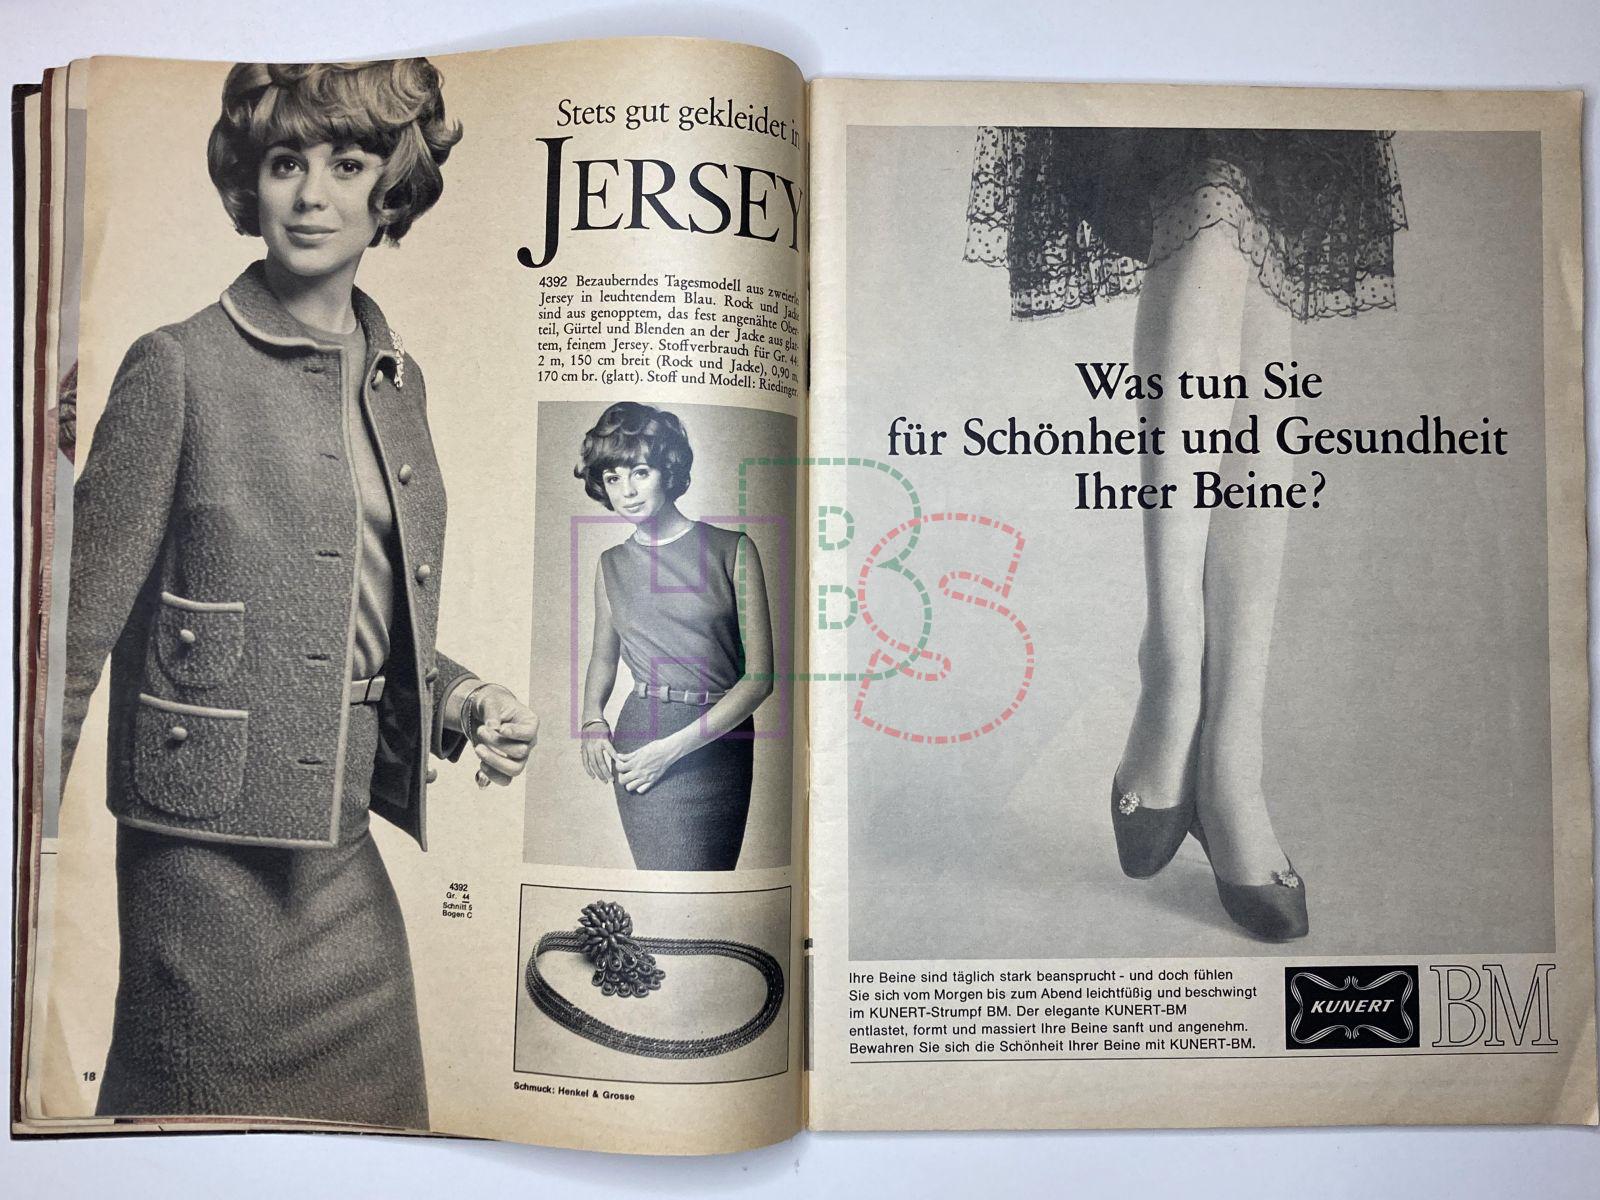 Stets gut gekleidet in
JERSEY
4392 Bezauberndes Tagesmodell aus zweierlei
Jersey in leuchtendem Blau. Rock und Jacke
sind aus genopptem, das fest angenähte Ober-
teil, Gürtel und Blenden an der Jacke aus glat-
tem, feinem Jersey. Stoffverbrauch für Gr. 44:
2 m, 150 cm breit (Rock und Jacke), 0,90 m,
170 cm br. (glatt). Stoff und Modell: Riedinger.
4392
Gr. 44
Schnitt 5
Bogen C
Schmuck: Henkel & Grosse
18
Was tun Sie
für Schönheit und Gesundheit
Ihrer Beine?
Ihre Beine sind täglich stark beansprucht - und doch fühlen
Sie sich vom Morgen bis zum Abend leichtfüßig und beschwingt
im KUNERT-Strumpf BM. Der elegante KUNERT-BM
entlastet, formt und massiert Ihre Beine sanft und angenehm.
Bewahren Sie sich die Schönheit Ihrer Beine mit KUNERT-BM.
KUNERT
BM
HBS